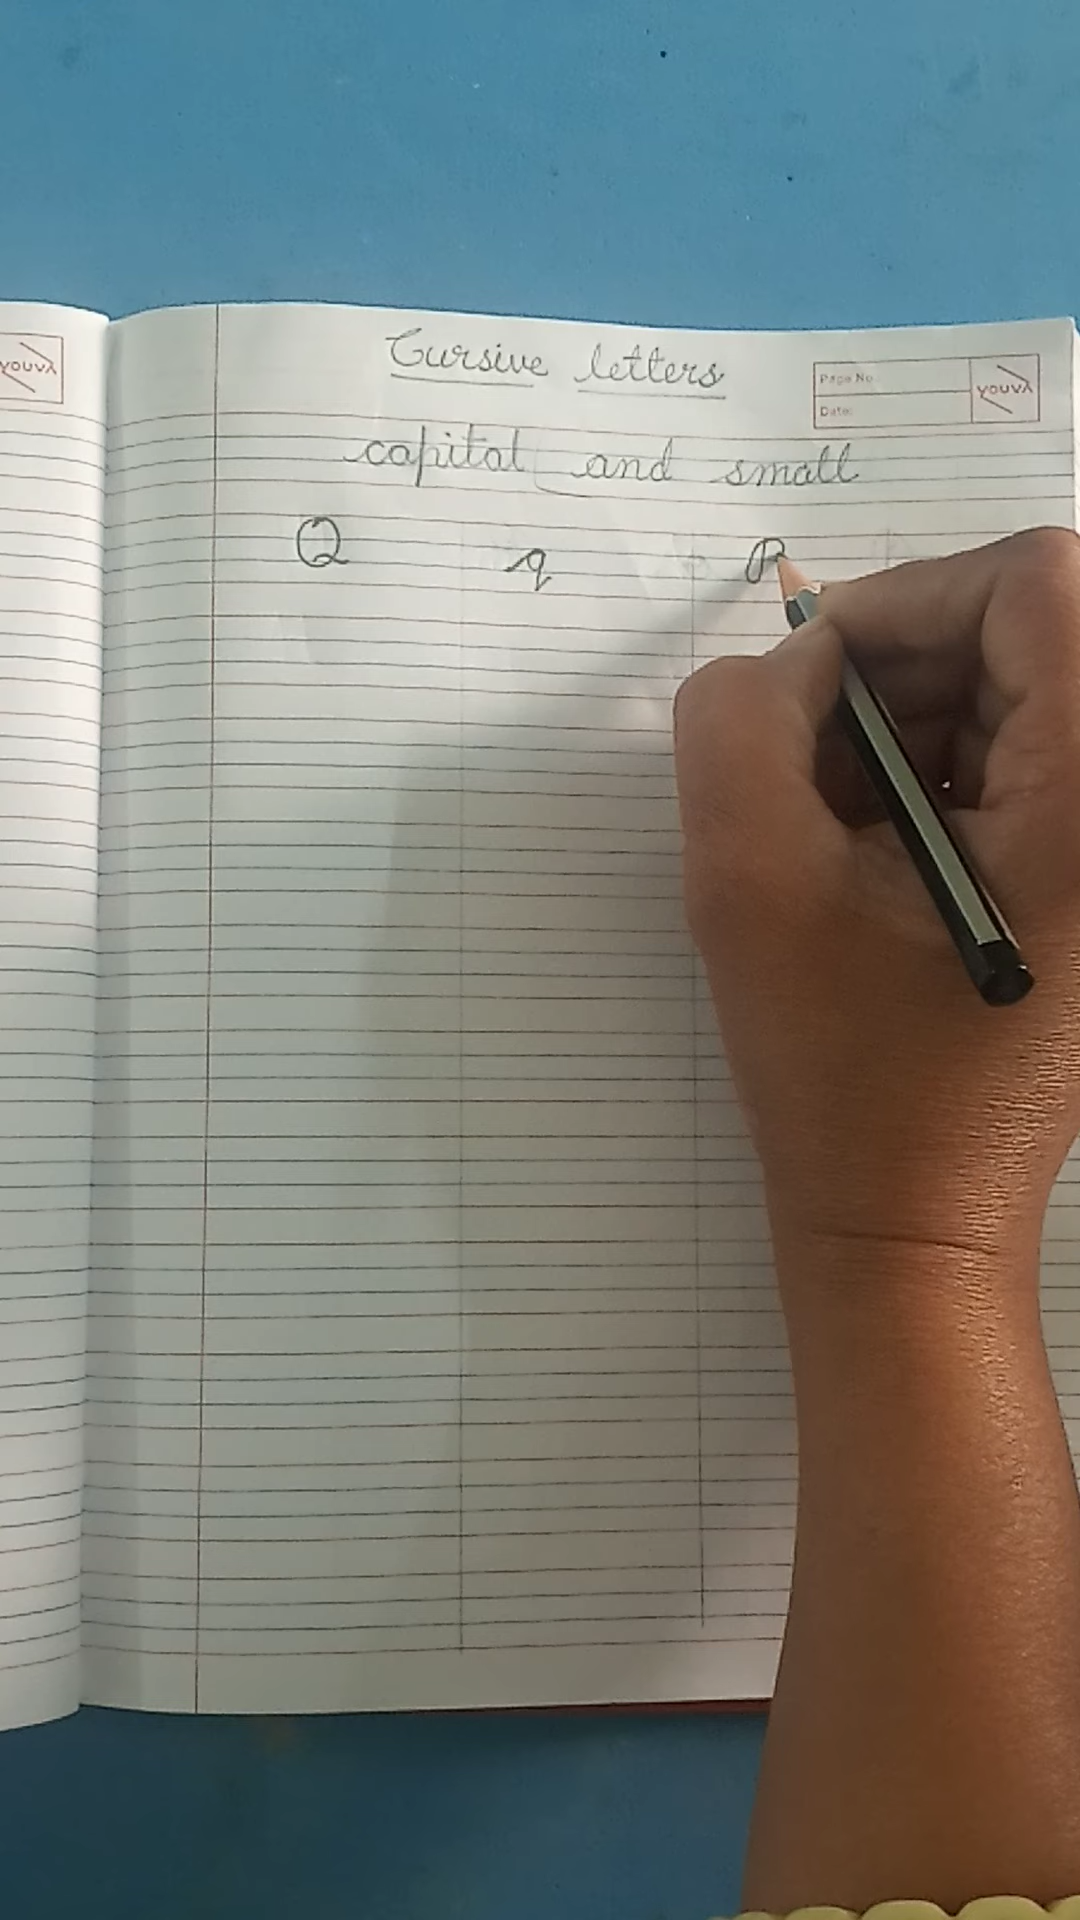 youva
Cursive letters
Page No.
Date:
youva
capital and small
Q q R